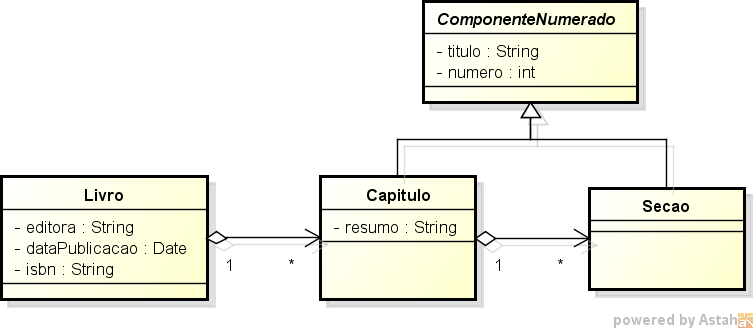 ComponenteNumerado
- titulo : String
- numero : int
Livro
- editora : String
- dataPublicacao : Date
- isbn : String
1
*
Capitulo
- resumo : String
1
*
Secao
powered by Astah